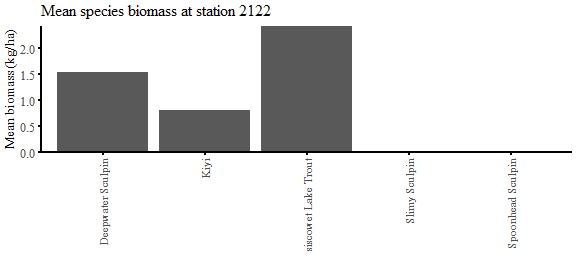 Mean species biomass at station 2122
Mean biomass (kg/ha)
2.0
1.5
1.0
0.5
0.0
Deepwater Sculpin
Kiyi
siscowet Lake Trout
Slimy Sculpin
Spoonhead Sculpin